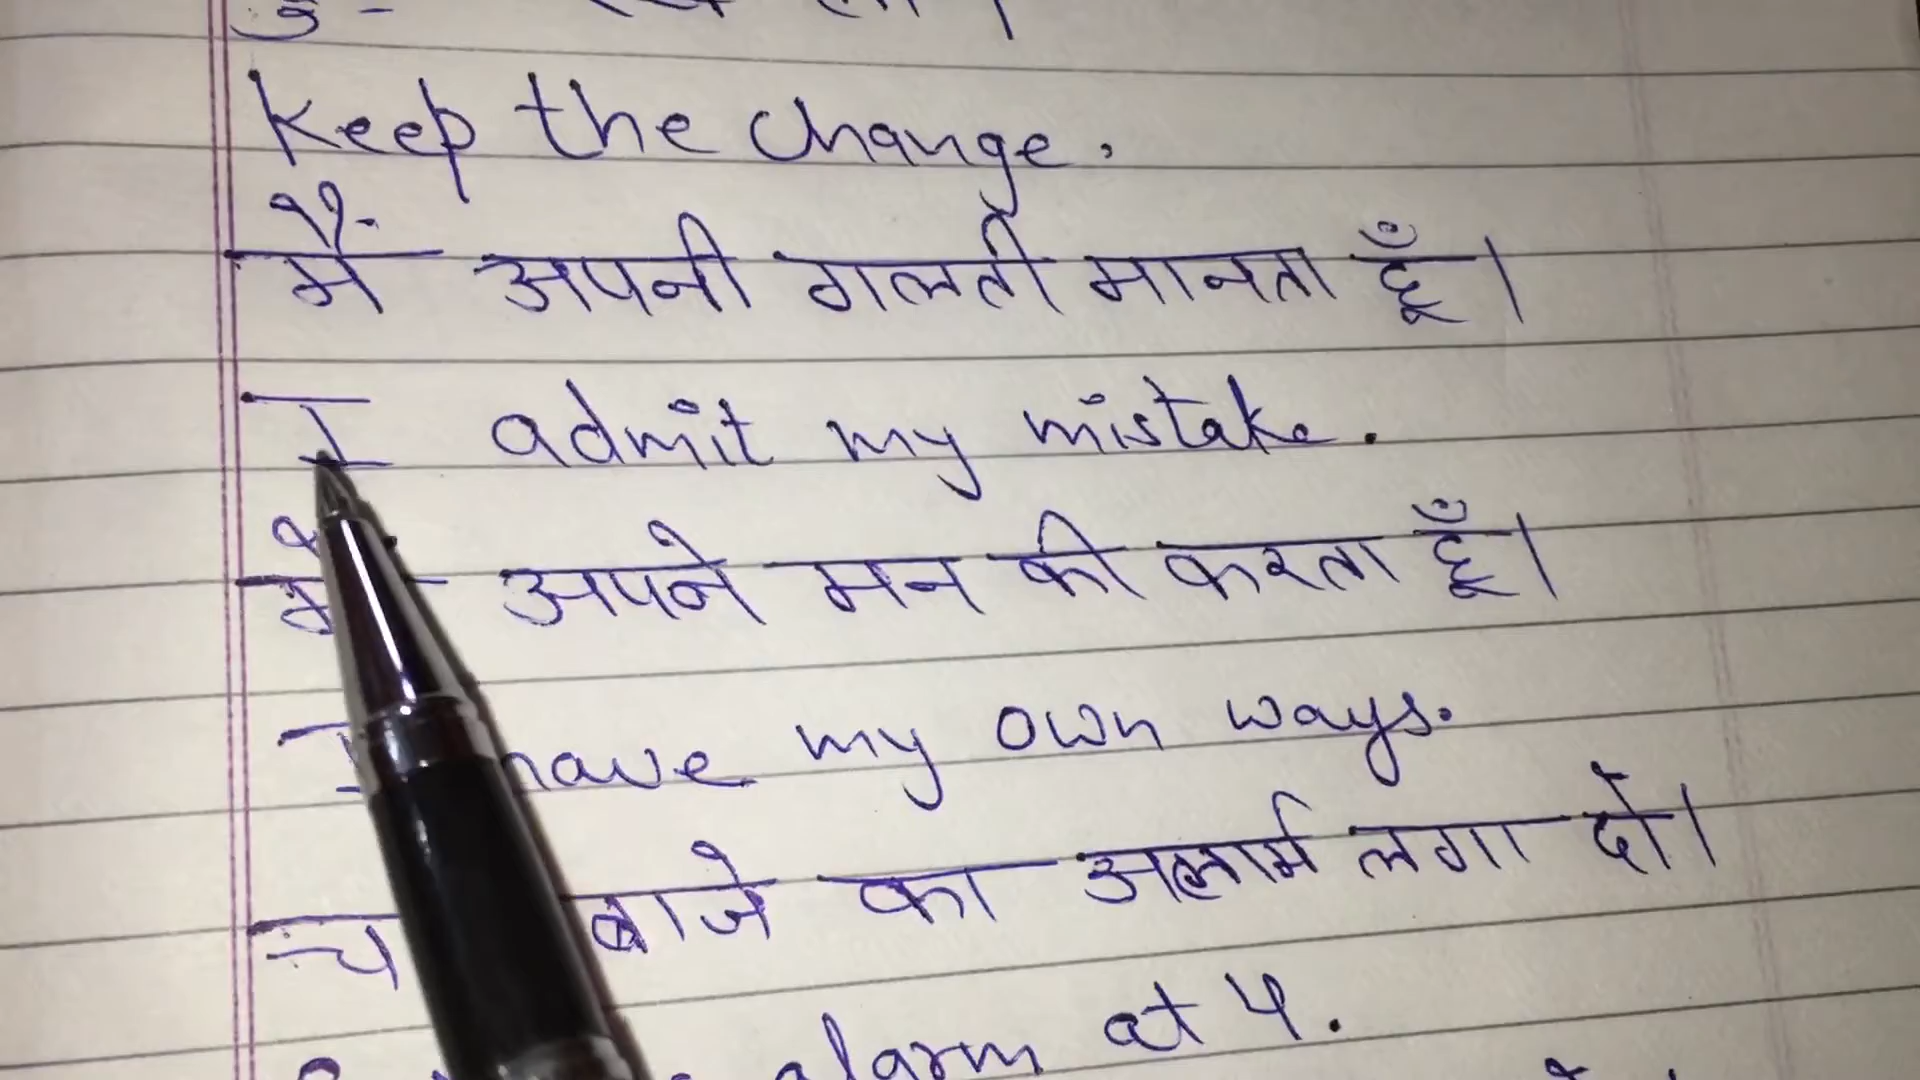 Keep the change.
मैं अपनी गलती मानता हूँ।
I admit my mistake.
मैं अपने मन की करता हूँ।
I have my own ways.
बाजे का अलार्म लगा दो।
alarm at 4.